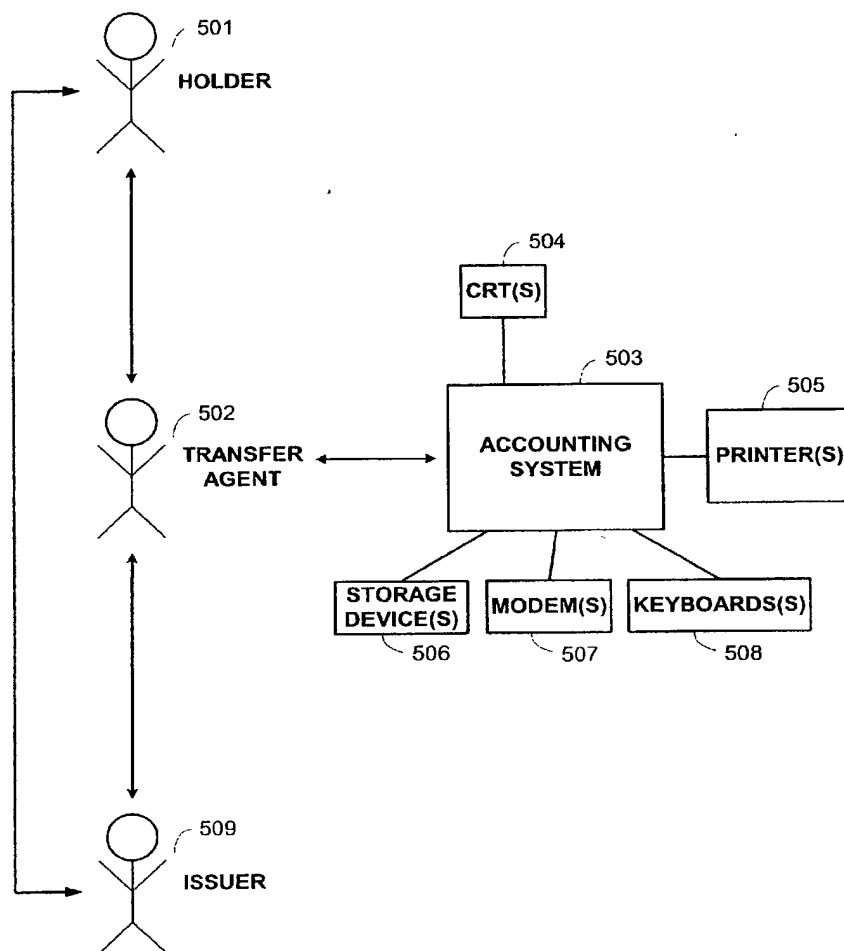 501
HOLDER
504
CRT(S)
503
505
502
TRANSFER
AGENT
ACCOUNTING
SYSTEM
PRINTER(S)
STORAGE
DEVICE(S)
MODEM(S)
KEYBOARDS(S)
506
507
508
509
ISSUER